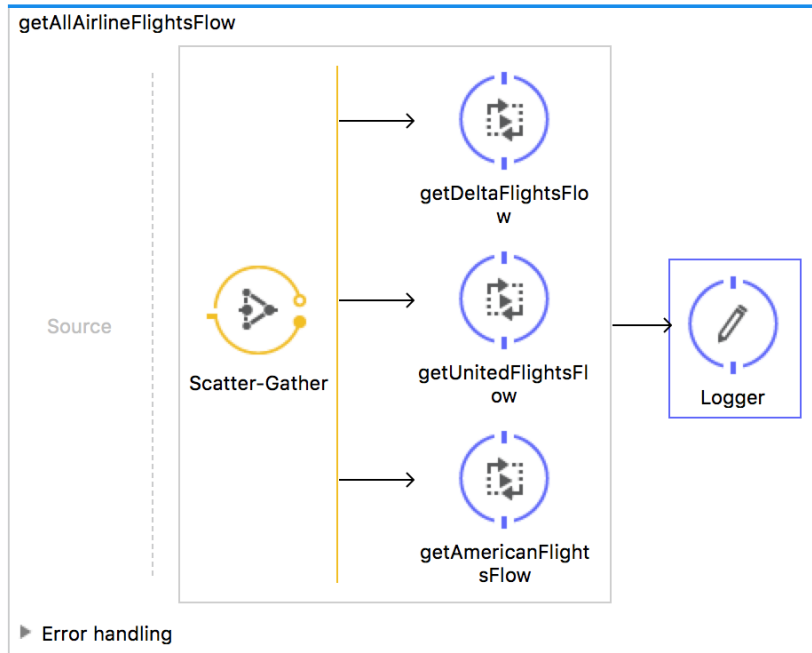 getAllAirlineFlightsFlow
getDeltaFlightsFlo
w
Source
Scatter-Gather
getUnitedFlightsFl
ow
Logger
getAmericanFlight
sFlow
Error handling